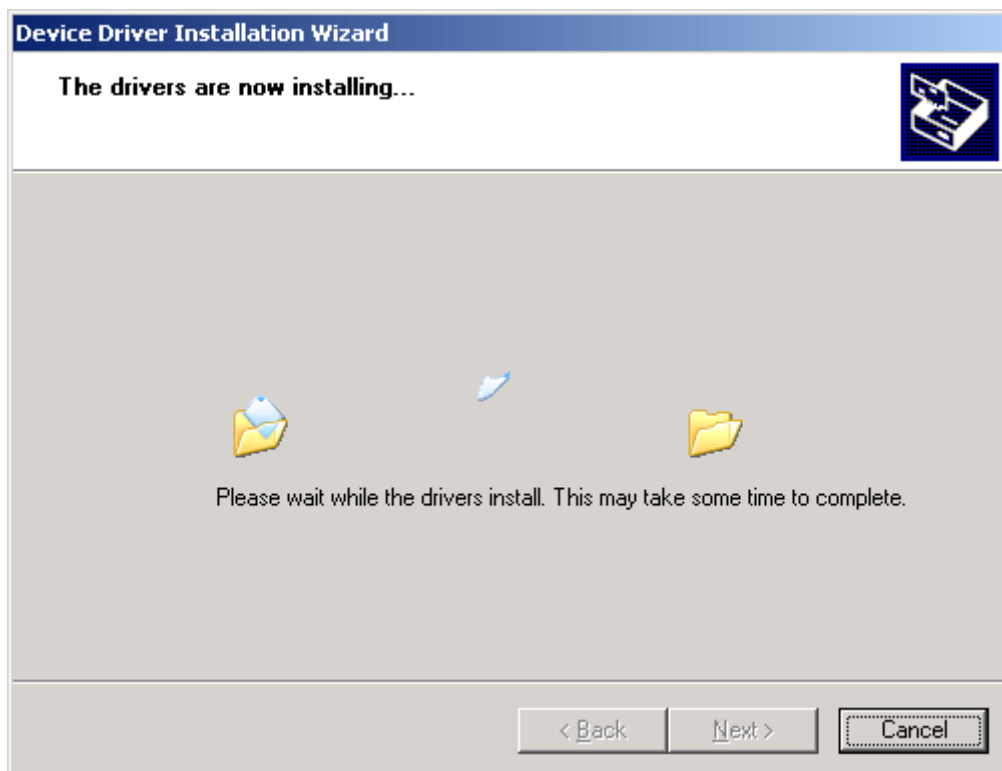 Device Driver Installation Wizard
The drivers are now installing...
Please wait while the drivers install. This may take some time to complete.
< Back
Next >
Cancel